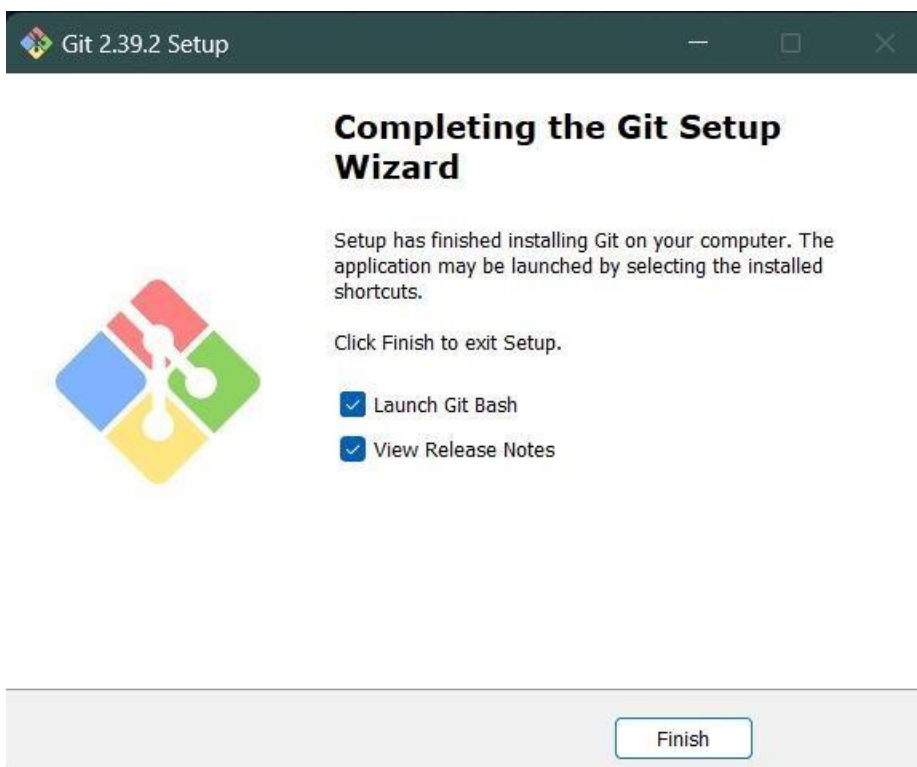 Git 2.39.2 Setup
Completing the Git Setup
Wizard
Setup has finished installing Git on your computer. The
application may be launched by selecting the installed
shortcuts.
Click Finish to exit Setup.
Launch Git Bash
View Release Notes
Finish